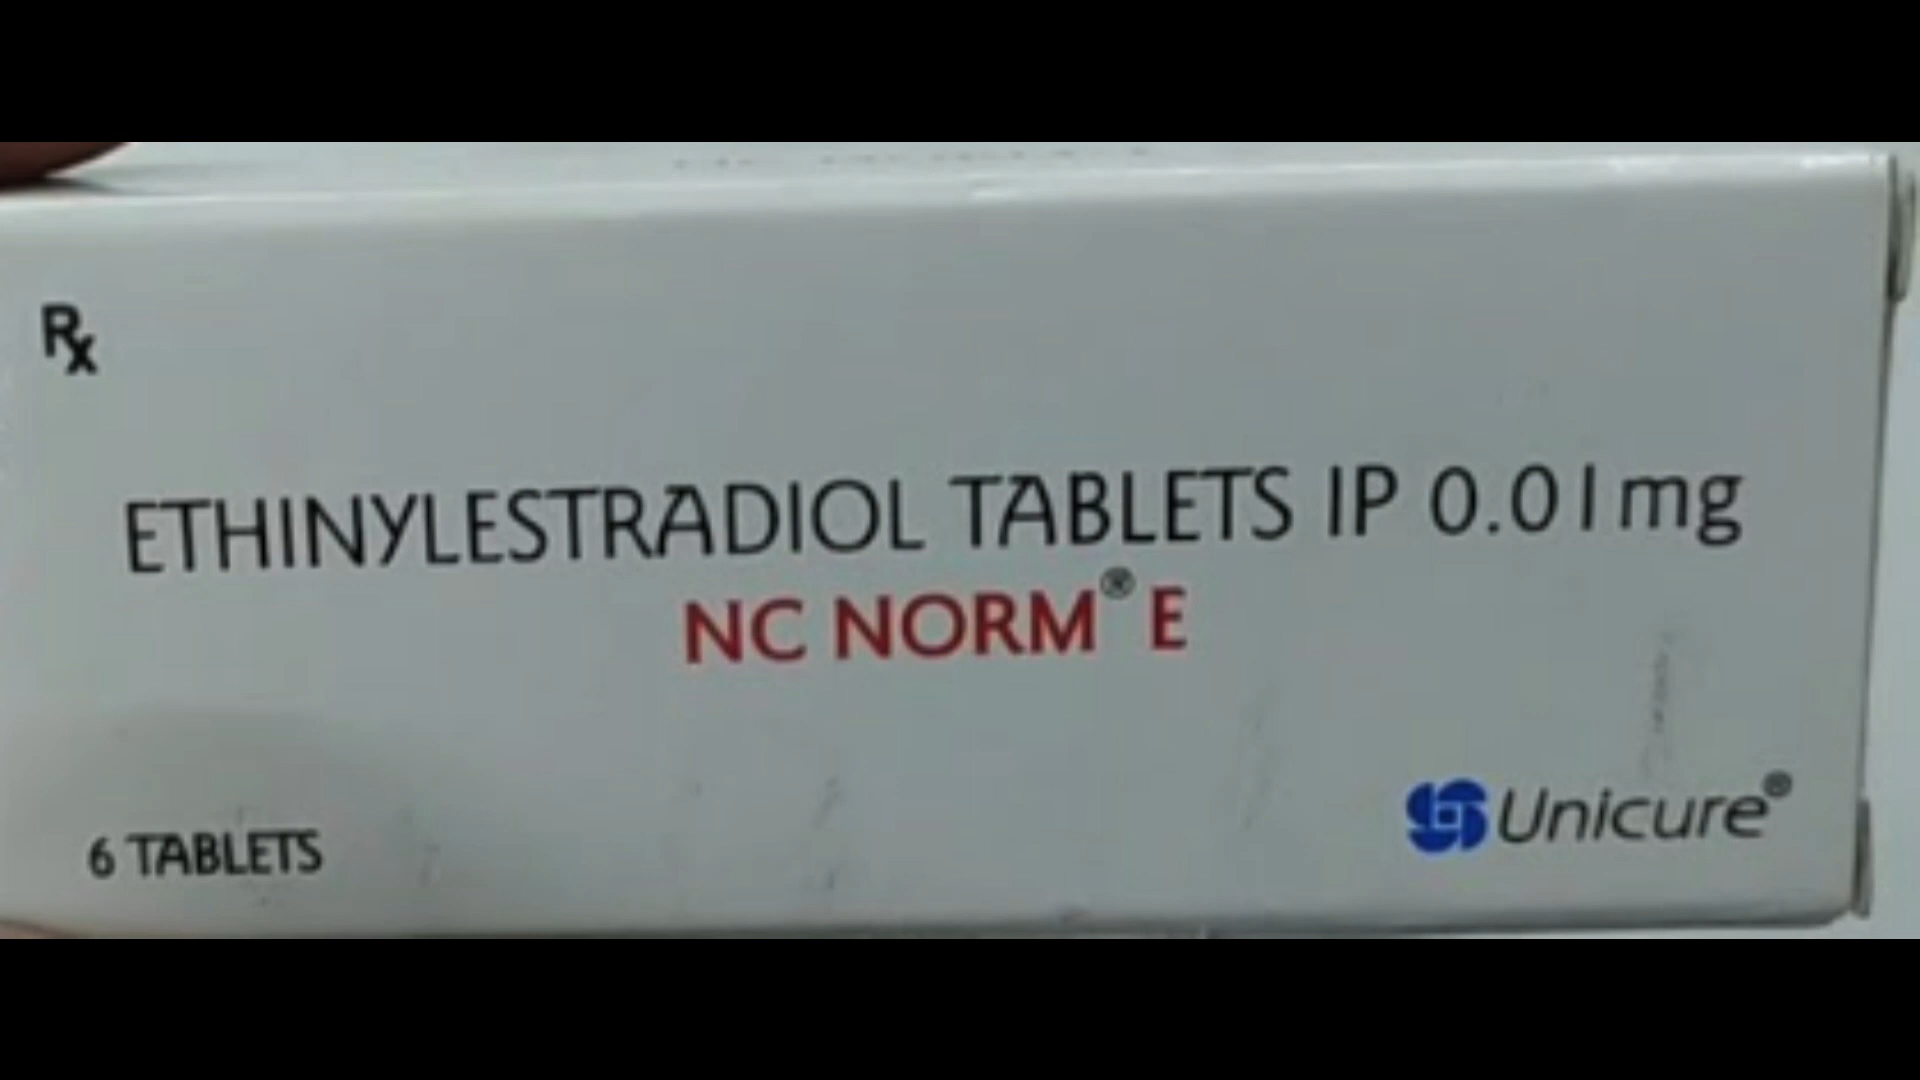 Rx
ETHINYLESTRADIOL TABLETS IP 0.01mg
NC NORM® E
6 TABLETS
Unicure®